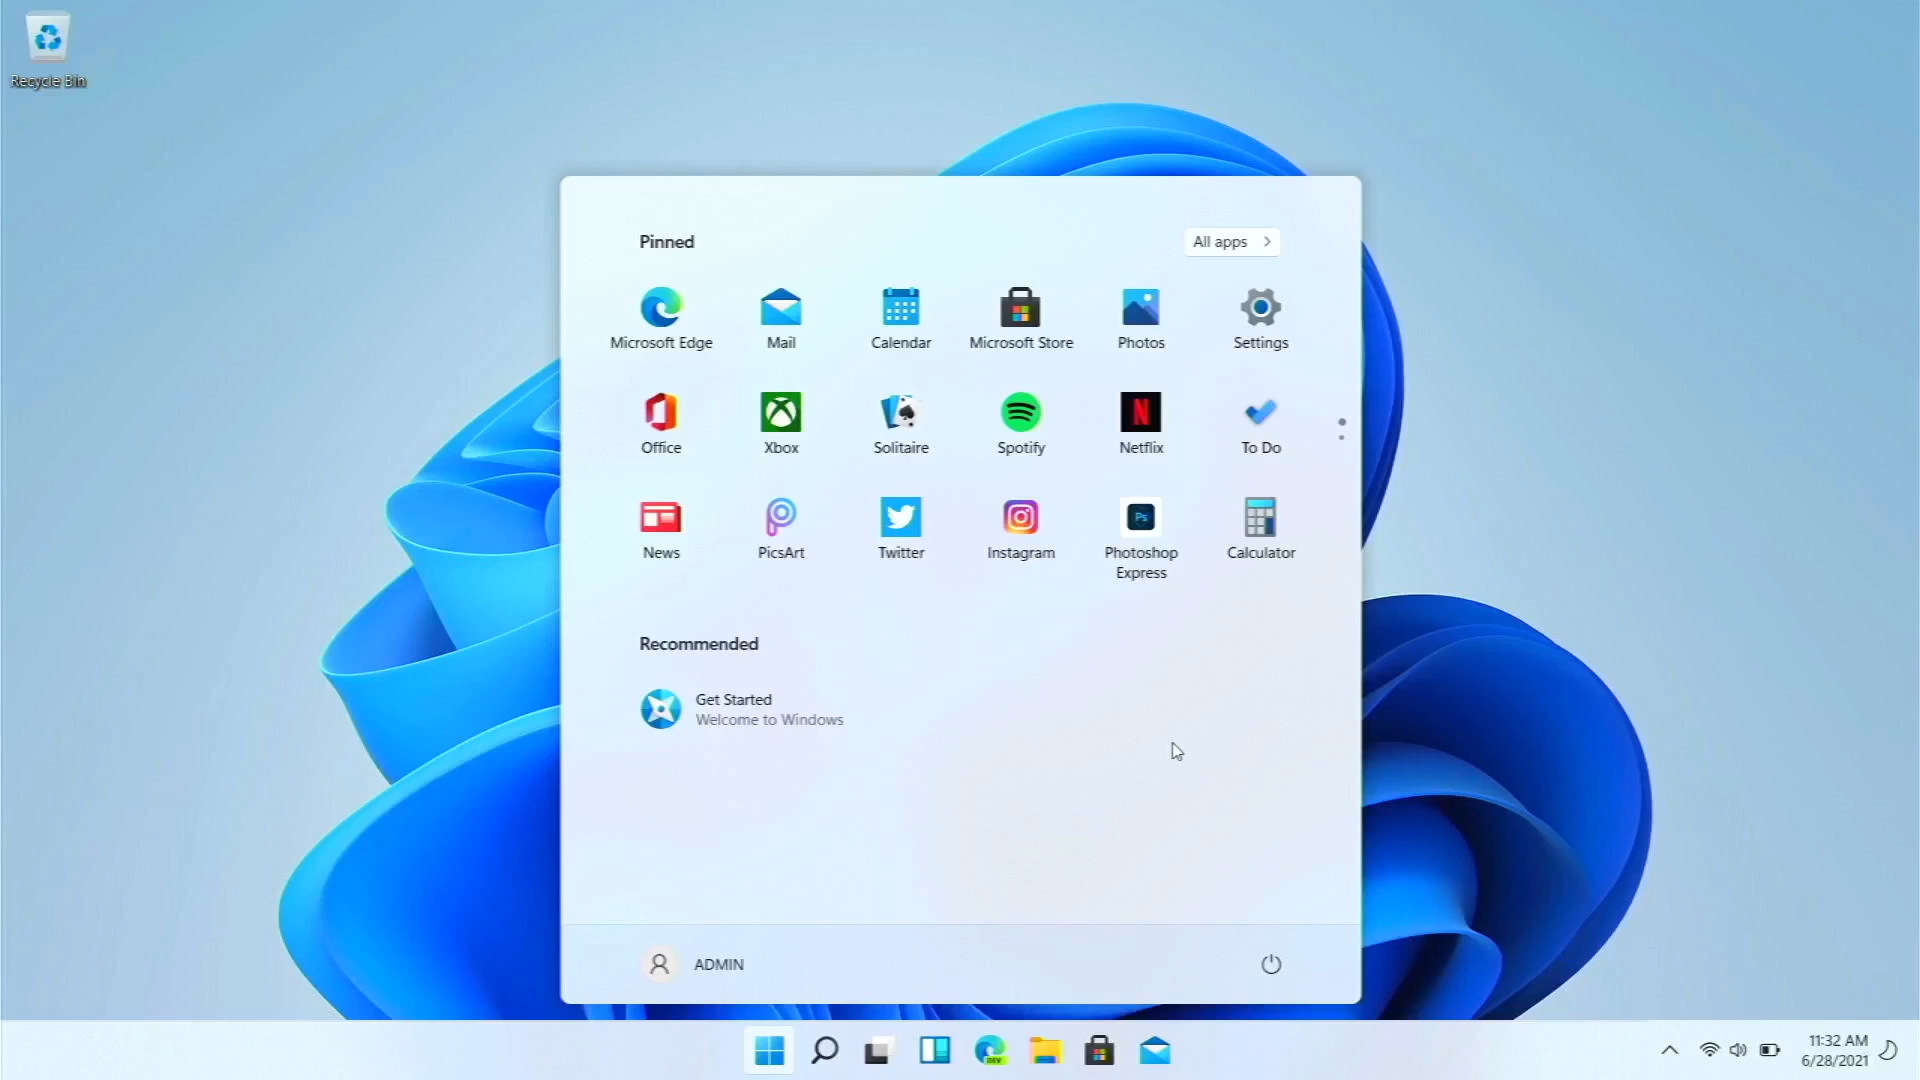 Recycle Bin
Pinned
All apps
Microsoft Edge
Mail
Calendar
Microsoft Store
Photos
Settings
Office
Xbox
Solitaire
Spotify
Netflix
To Do
News
PicsArt
Twitter
Instagram
Ps
Photoshop
Express
Calculator
Recommended
Get Started
Welcome to Windows
ADMIN
DEV
11:32 AM
6/28/2021